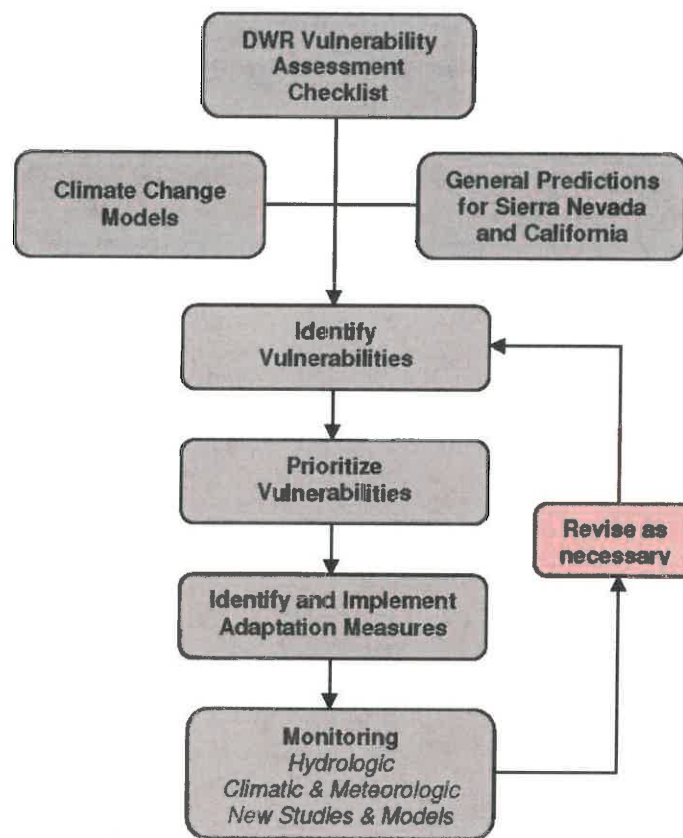 DWR Vulnerability
Assessment
Checklist
Climate Change
Models
General Predictions
for Sierra Nevada
and California
Identify
Vulnerabilities
Prioritize
Vulnerabilities
Revise as
necessary
Identify and Implement
Adaptation Measures
Monitoring
Hydrologic
Climatic & Meteorologic
New Studies & Models